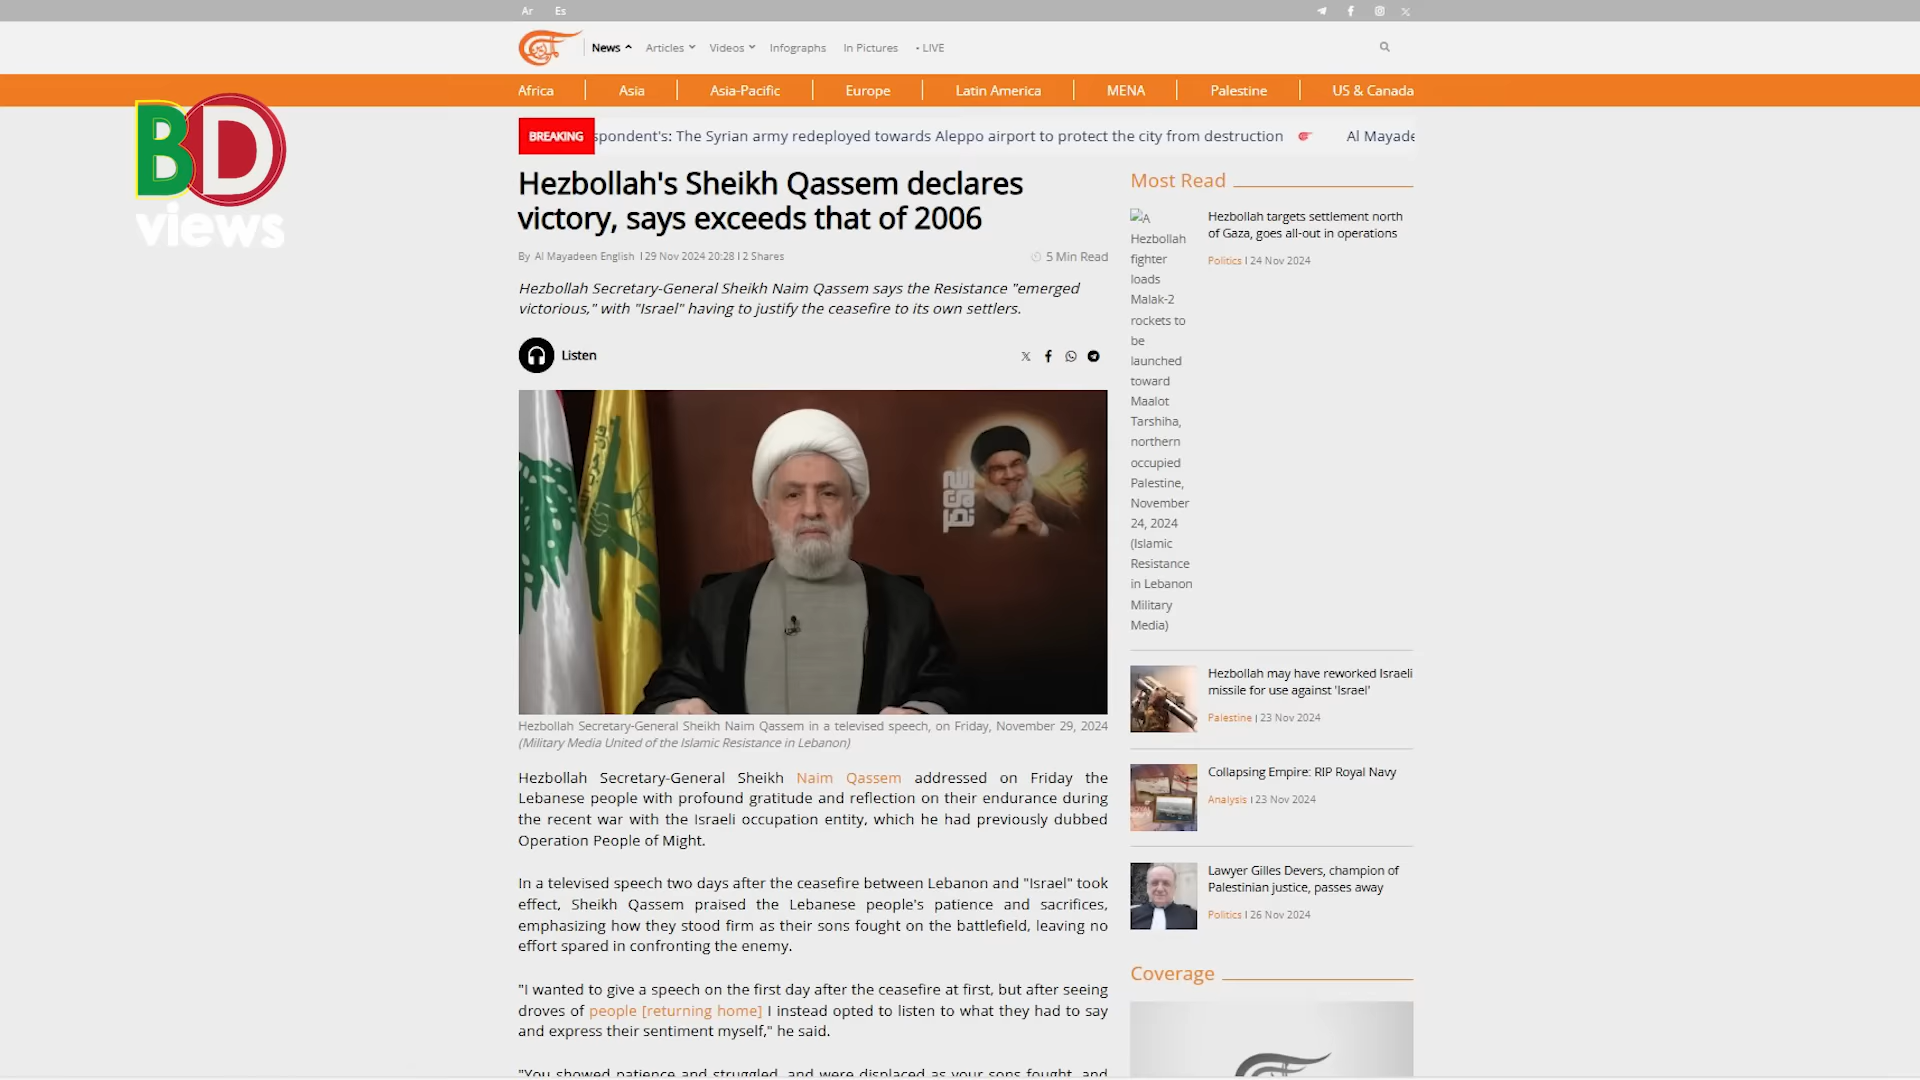 Ar Es
News Articles Videos Infographs In Pictures • LIVE
Africa Asia Asia-Pacific Europe Latin America MENA Palestine US & Canada
BD
views
BREAKING spondent's: The Syrian army redeployed towards Aleppo airport to protect the city from destruction Al Mayade
Hezbollah's Sheikh Qassem declares
victory, says exceeds that of 2006
By Al Mayadeen English | 29 Nov 2024 20:28 | 2 Shares
5 Min Read
Hezbollah Secretary-General Sheikh Naim Qassem says the Resistance "emerged
victorious," with "Israel" having to justify the ceasefire to its own settlers.
Listen
Hezbollah Secretary-General Sheikh Naim Qassem in a televised speech, on Friday, November 29, 2024
(Military Media United of the Islamic Resistance in Lebanon)
Hezbollah Secretary-General Sheikh Naim Qassem addressed on Friday the
Lebanese people with profound gratitude and reflection on their endurance during
the recent war with the Israeli occupation entity, which he had previously dubbed
Operation People of Might.
In a televised speech two days after the ceasefire between Lebanon and "Israel" took
effect, Sheikh Qassem praised the Lebanese people's patience and sacrifices,
emphasizing how they stood firm as their sons fought on the battlefield, leaving no
effort spared in confronting the enemy.
"I wanted to give a speech on the first day after the ceasefire at first, but after seeing
droves of people [returning home] I instead opted to listen to what they had to say
and express their sentiment myself," he said.
"You showed patience and struggled, and were displaced as your sons fought, and
Most Read
A
Hezbollah
fighter
loads
Malak-2
rockets to
be
launched
toward
Maalot
Tarshiha,
northern
occupied
Palestine,
November
24, 2024
(Islamic
Resistance
in Lebanon
Military
Media)
Hezbollah targets settlement north
of Gaza, goes all-out in operations
Politics | 24 Nov 2024
Hezbollah may have reworked Israeli
missile for use against 'Israel'
Palestine | 23 Nov 2024
Collapsing Empire: RIP Royal Navy
Analysis | 23 Nov 2024
Lawyer Gilles Devers, champion of
Palestinian justice, passes away
Politics | 26 Nov 2024
Coverage